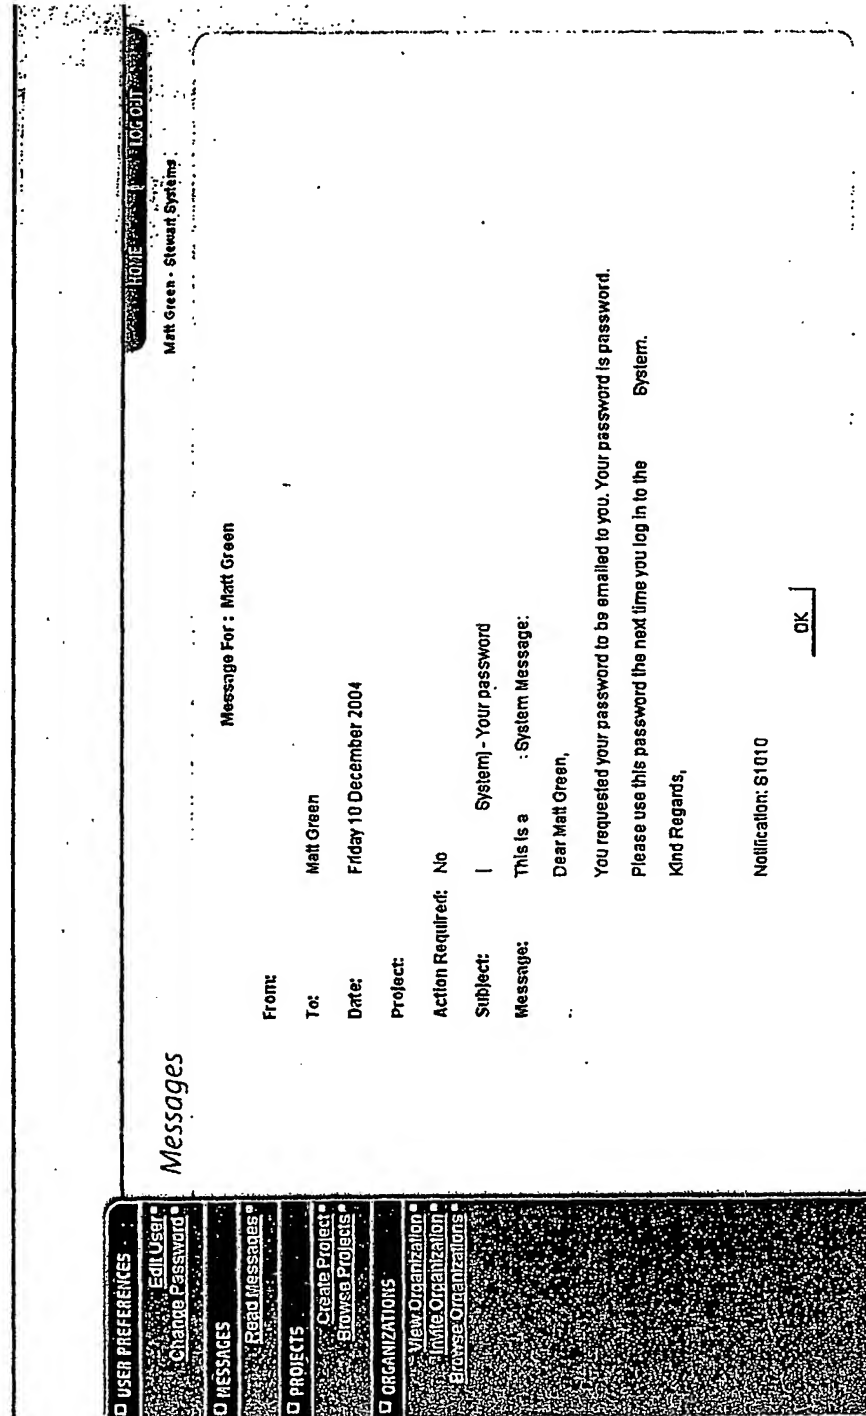 HOME LOG OUT
Matt Green - Stewart Systems
USER PREFERENCES
Edit User
Change Password
MESSAGES
Read Messages
PROJECTS
Create Project
Browse Projects
ORGANIZATIONS
View Organization
Invite Organization
Browse Organizations
Messages
Message For : Matt Green
From:
To: Matt Green
Date: Friday 10 December 2004
Project:
Action Required: No
Subject: [ System] - Your password
Message: This is a : System Message:
Dear Matt Green,
You requested your password to be emailed to you. Your password is password.
Please use this password the next time you log in to the System.
Kind Regards,
Notification: S1010
OK